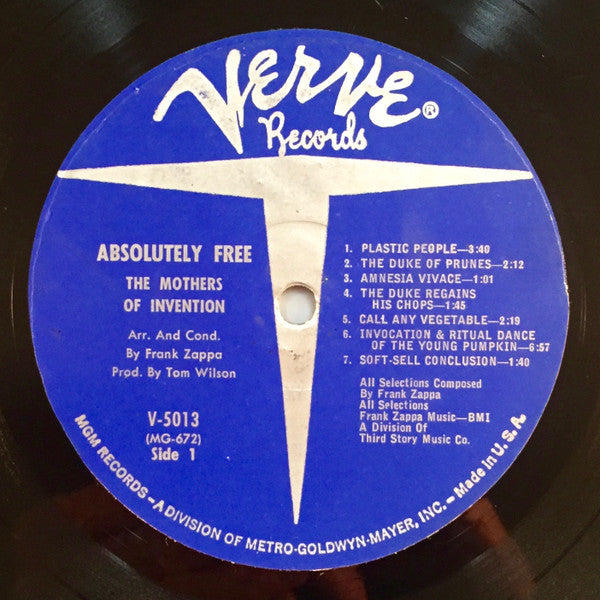 VERVE®
Records
ABSOLUTELY FREE
THE MOTHERS
OF INVENTION
Arr. And Cond.
By Frank Zappa
Prod. By Tom Wilson
V-5013
(MG-672)
Side 1
1. PLASTIC PEOPLE—3:40
2. THE DUKE OF PRUNES—2:12
3. AMNESIA VIVACE—1:01
4. THE DUKE REGAINS
HIS CHOPS—1:45
5. CALL ANY VEGETABLE—2:19
6. INVOCATION & RITUAL DANCE
OF THE YOUNG PUMPKIN—6:57
7. SOFT-SELL CONCLUSION—1:40
All Selections Composed
By Frank Zappa
All Selections
Frank Zappa Music—BMI
A Division Of
Third Story Music Co.
MGM RECORDS—A DIVISION OF METRO-GOLDWYN-MAYER, INC.—Made in U.S.A.